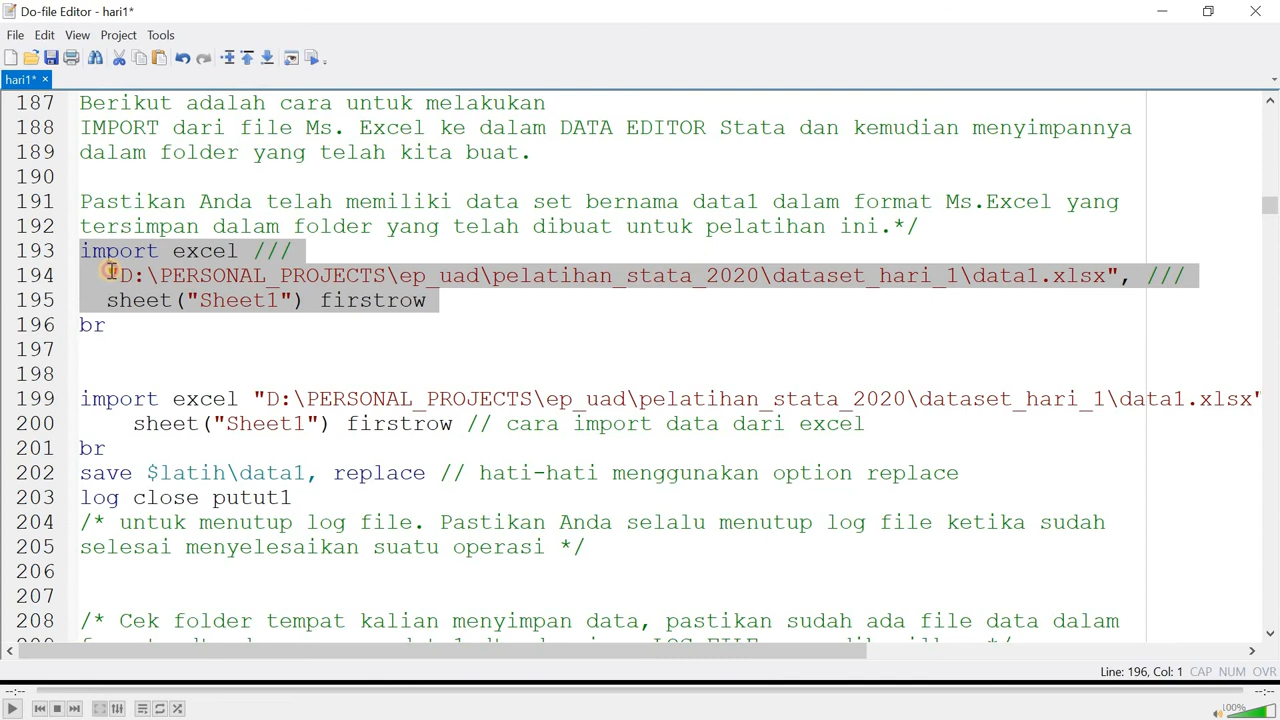 Do-file Editor - hari1*
File Edit View Project Tools
hari1* ×
187 Berikut adalah cara untuk melakukan
188 IMPORT dari file Ms. Excel ke dalam DATA EDITOR Stata dan kemudian menyimpannya
189 dalam folder yang telah kita buat.
190
191 Pastikan Anda telah memiliki data set bernama data1 dalam format Ms.Excel yang
192 tersimpan dalam folder yang telah dibuat untuk pelatihan ini.*/
193 import excel ///
194 "D:\PERSONAL_PROJECTS\ep_uad\pelatihan_stata_2020\dataset_hari_1\data1.xlsx", ///
195 sheet("Sheet1") firstrow
196 br
197
198
199 import excel "D:\PERSONAL_PROJECTS\ep_uad\pelatihan_stata_2020\dataset_hari_1\data1.xlsx"
200 sheet("Sheet1") firstrow // cara import data dari excel
201 br
202 save $latih\data1, replace // hati-hati menggunakan option replace
203 log close putut1
204 /* untuk menutup log file. Pastikan Anda selalu menutup log file ketika sudah
205 selesai menyelesaikan suatu operasi */
206
207
208 /* Cek folder tempat kalian menyimpan data, pastikan sudah ada file data dalam
Line: 196, Col: 1 CAP NUM OVR
--:-- --:--
100%